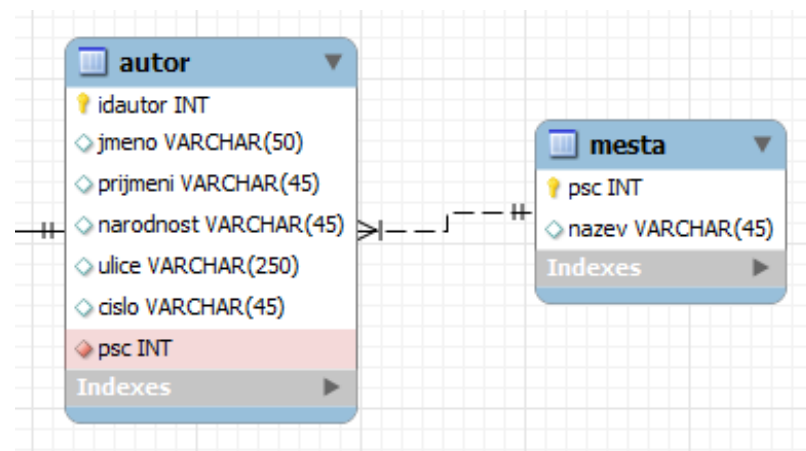 autor
idautor INT
jmeno VARCHAR(50)
prijmeni VARCHAR(45)
narodnost VARCHAR(45)
ulice VARCHAR(250)
cislo VARCHAR(45)
psc INT
Indexes
mesta
psc INT
nazev VARCHAR(45)
Indexes